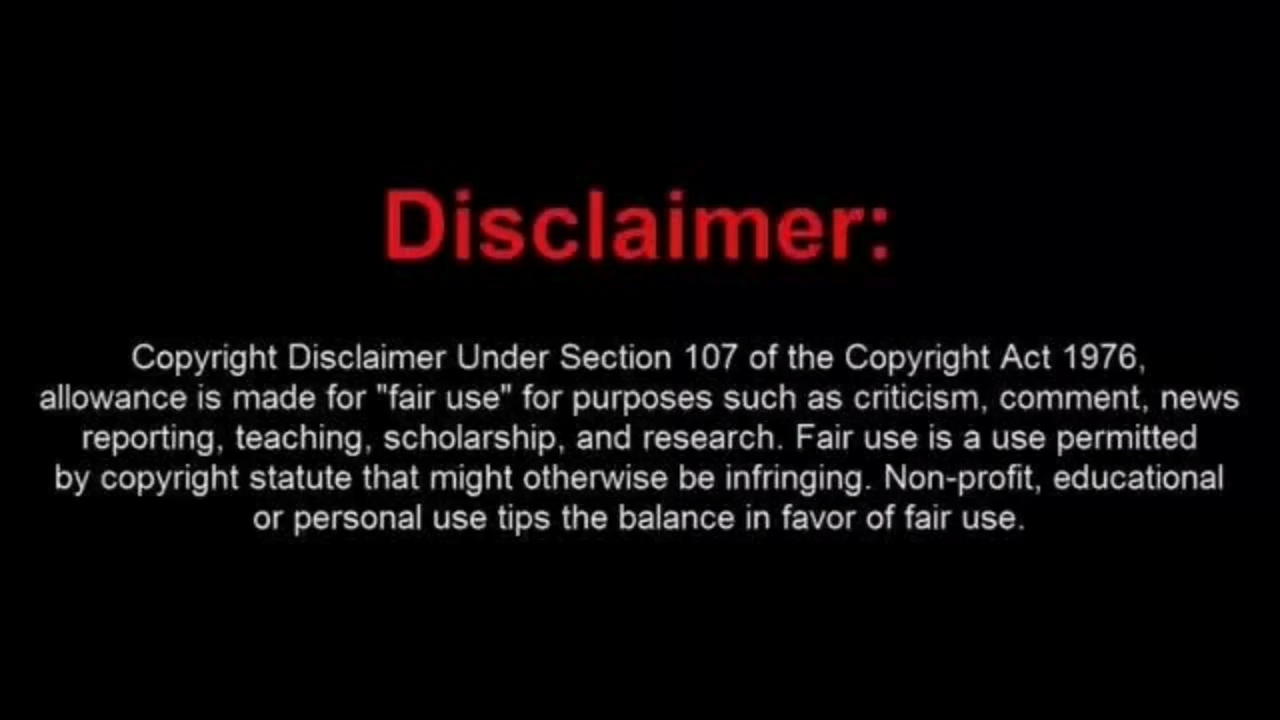 Disclaimer:
Copyright Disclaimer Under Section 107 of the Copyright Act 1976,
allowance is made for "fair use" for purposes such as criticism, comment, news
reporting, teaching, scholarship, and research. Fair use is a use permitted
by copyright statute that might otherwise be infringing. Non-profit, educational
or personal use tips the balance in favor of fair use.